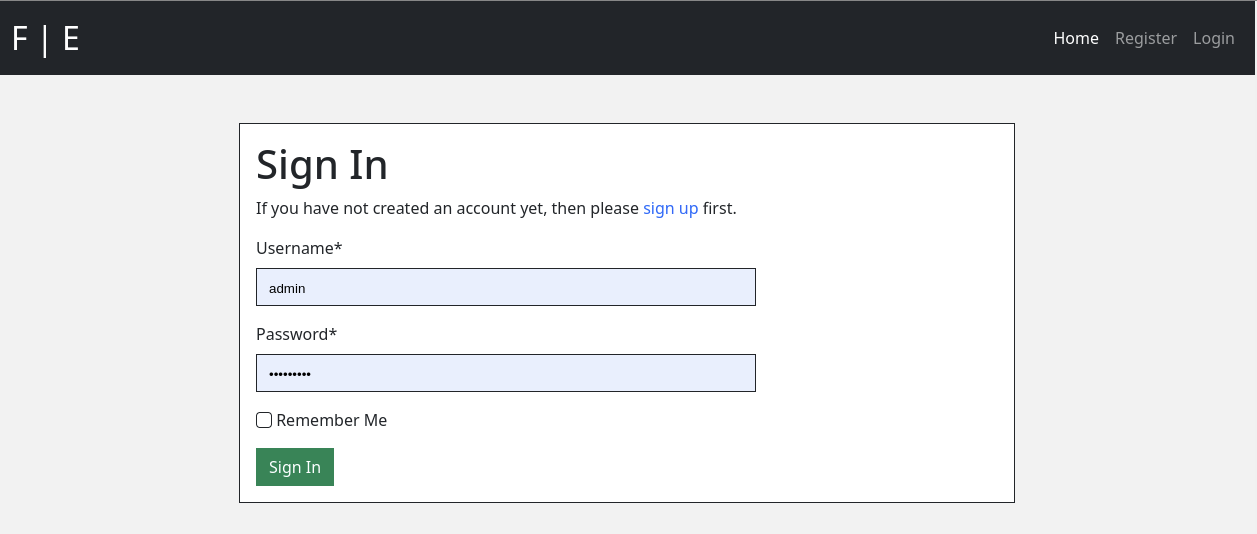 F | E
Home Register Login
Sign In
If you have not created an account yet, then please sign up first.
Username*
admin
Password*
•••••••••
Remember Me
Sign In